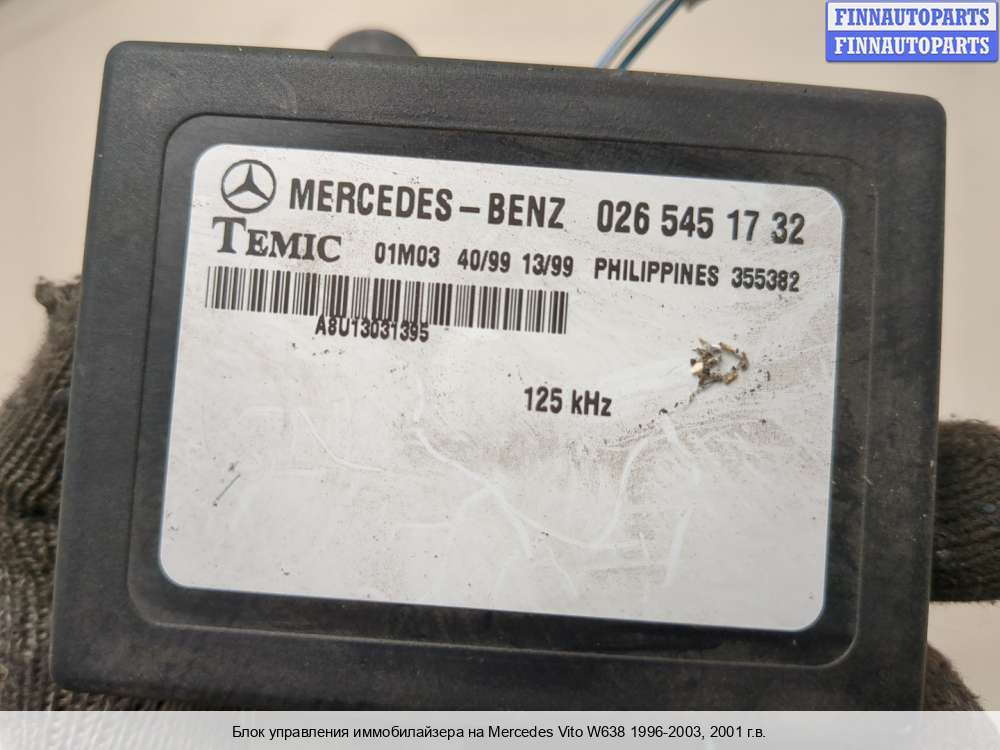 FINNAUTOPARTS
FINNAUTOPARTS
MERCEDES-BENZ 026 545 17 32
TEMIC 01M03 40/99 13/99 PHILIPPINES 355382
A8U13031395
125 kHz
Блок управления иммобилайзера на Mercedes Vito W638 1996-2003, 2001 г.в.